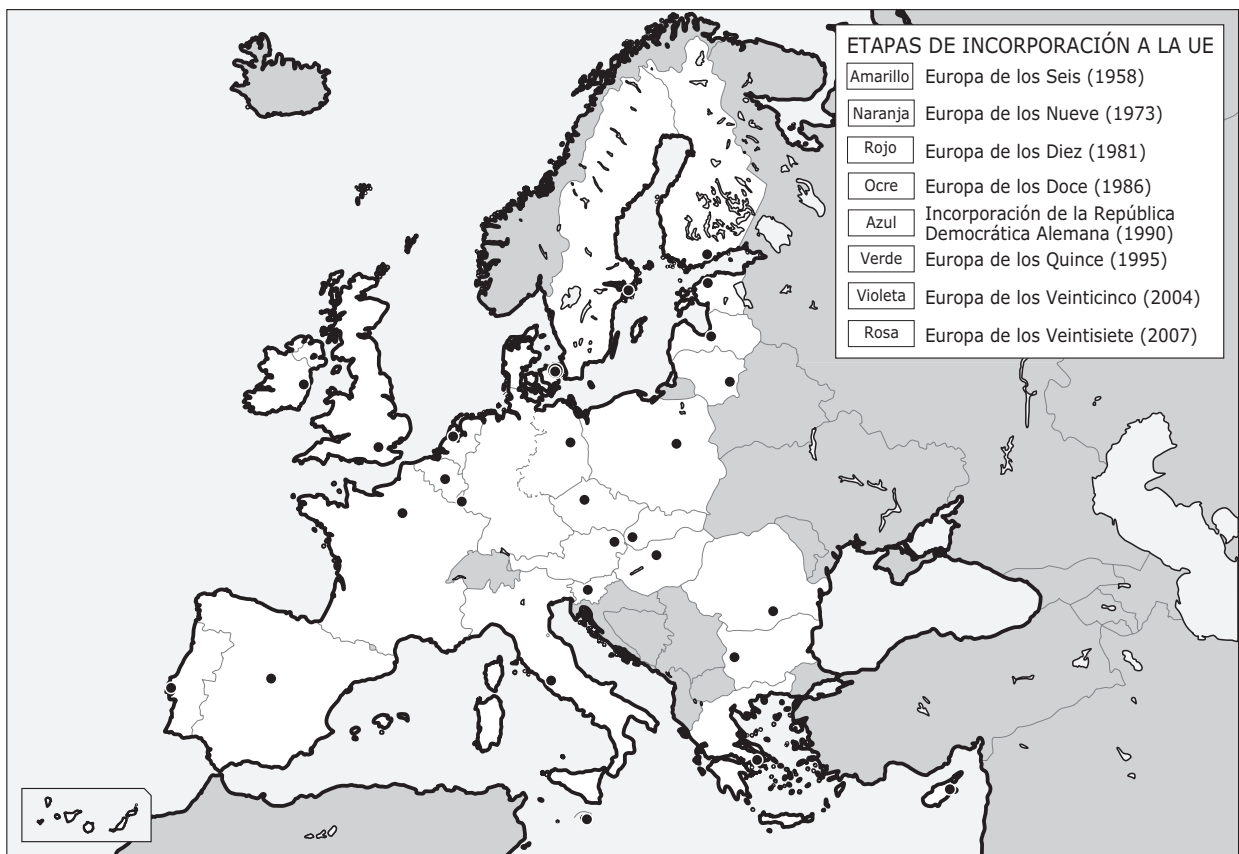 ETAPAS DE INCORPORACIÓN A LA UE
Amarillo Europa de los Seis (1958)
Naranja Europa de los Nueve (1973)
Rojo Europa de los Diez (1981)
Ocre Europa de los Doce (1986)
Azul Incorporación de la República
Democrática Alemana (1990)
Verde Europa de los Quince (1995)
Violeta Europa de los Veinticinco (2004)
Rosa Europa de los Veintisiete (2007)